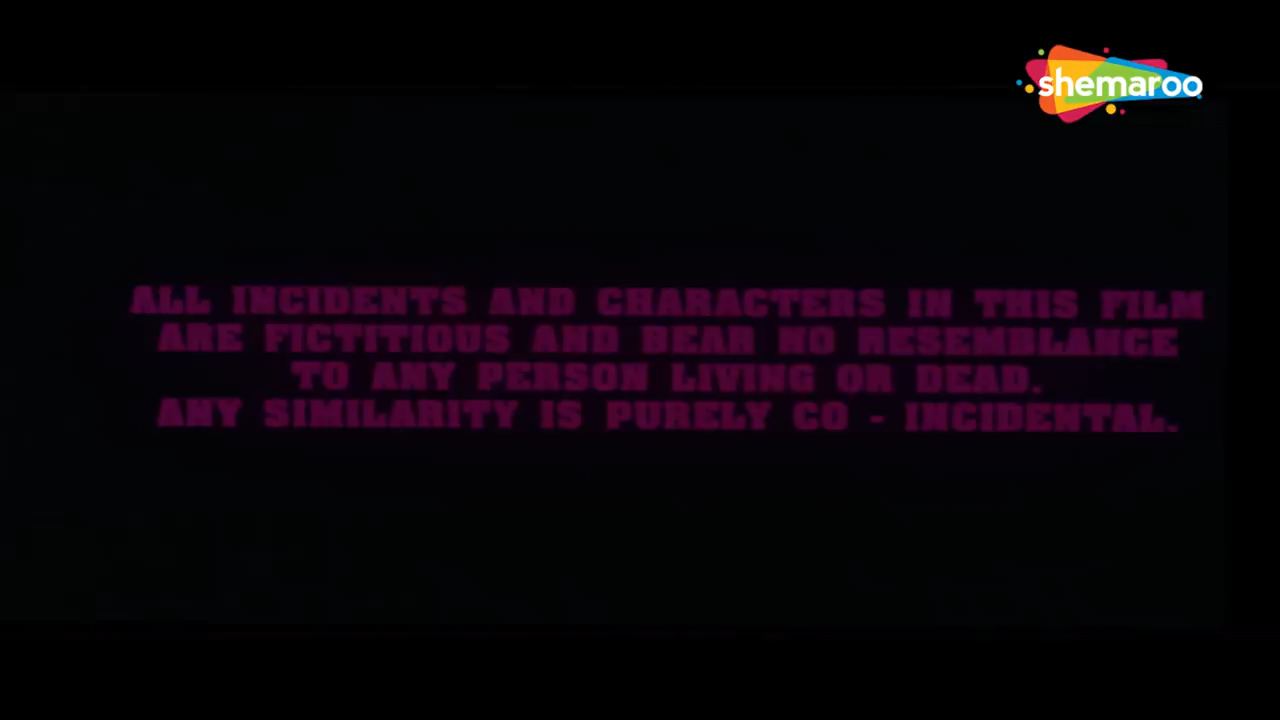 shemaroo
ALL INCIDENTS AND CHARACTERS IN THIS FILM
ARE FICTITIOUS AND BEAR NO RESEMBLANCE
TO ANY PERSON LIVING OR DEAD.
ANY SIMILARITY IS PURELY CO - INCIDENTAL.